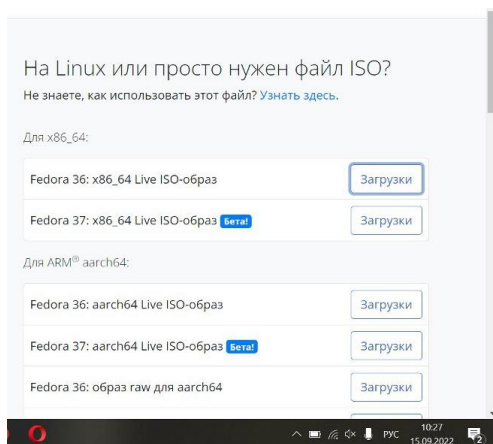 На Linux или просто нужен файл ISO?
Не знаете, как использовать этот файл? Узнать здесь.
Для x86_64:
Fedora 36: x86_64 Live ISO-образ Загрузки
Fedora 37: x86_64 Live ISO-образ Бета! Загрузки
Для ARM® aarch64:
Fedora 36: aarch64 Live ISO-образ Загрузки
Fedora 37: aarch64 Live ISO-образ Бета! Загрузки
Fedora 36: образ raw для aarch64 Загрузки
РУС 10:27
15.09.2022 2